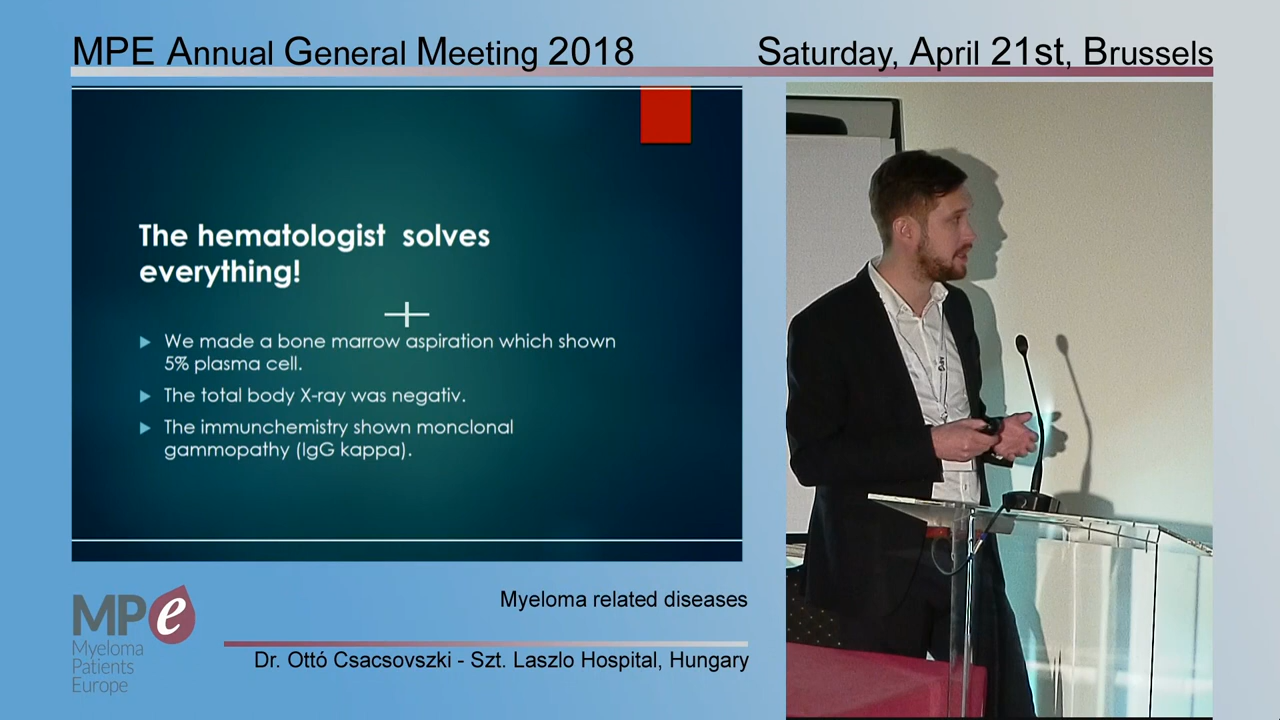 MPE Annual General Meeting 2018
Saturday, April 21st, Brussels
The hematologist solves
everything!
We made a bone marrow aspiration which shown
5% plasma cell.
The total body X-ray was negativ.
The immunchemistry shown monclonal
gammopathy (IgG kappa).
MPe
Myeloma
Patients
Europe
Myeloma related diseases
Dr. Ottó Csacsovszki - Szt. Laszlo Hospital, Hungary